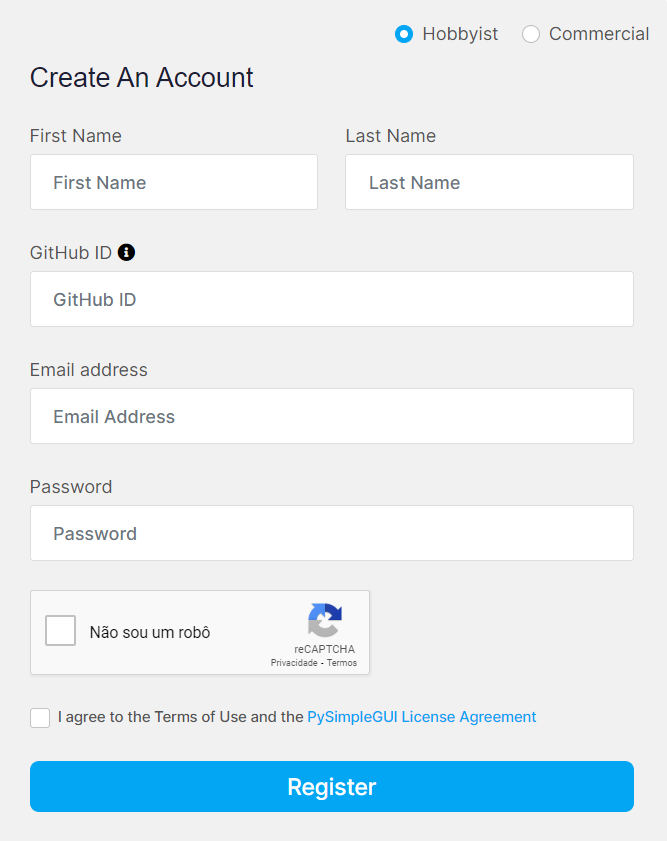 Hobbyist Commercial
Create An Account
First Name Last Name
First Name Last Name
GitHub ID
GitHub ID
Email address
Email Address
Password
Password
Não sou um robô
reCAPTCHA
Privacidade - Termos
I agree to the Terms of Use and the PySimpleGUI License Agreement
Register